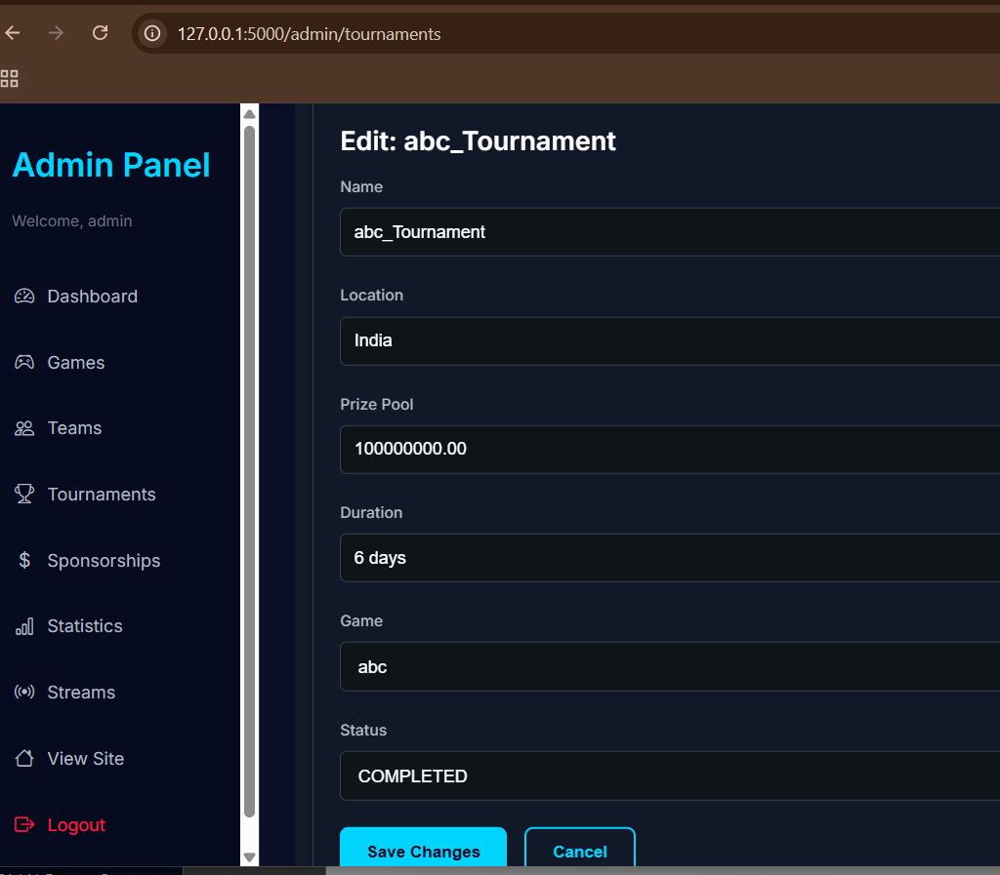 127.0.0.1:5000/admin/tournaments
Admin Panel
Welcome, admin
Dashboard
Games
Teams
Tournaments
Sponsorships
Statistics
Streams
View Site
Logout
Edit: abc_Tournament
Name
abc_Tournament
Location
India
Prize Pool
100000000.00
Duration
6 days
Game
abc
Status
COMPLETED
Save Changes
Cancel